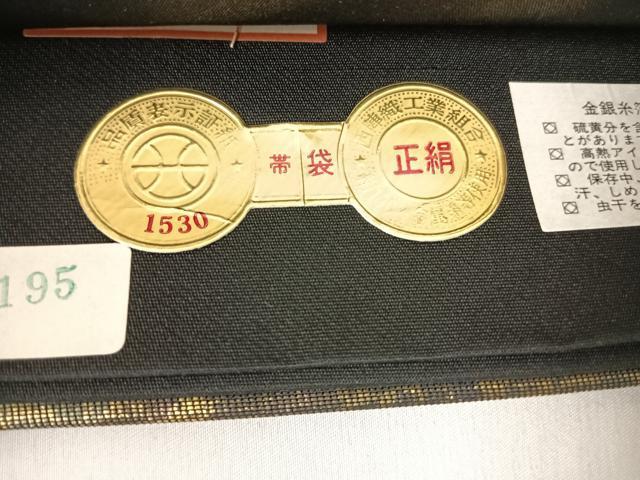 品質表示証紙
1530
帯 袋
西陣織工業組合
正絹
195
金銀糸
硫黄分を
とがありま
高熱アイ
ので使用し
保存中、
汗、しめ
虫干を